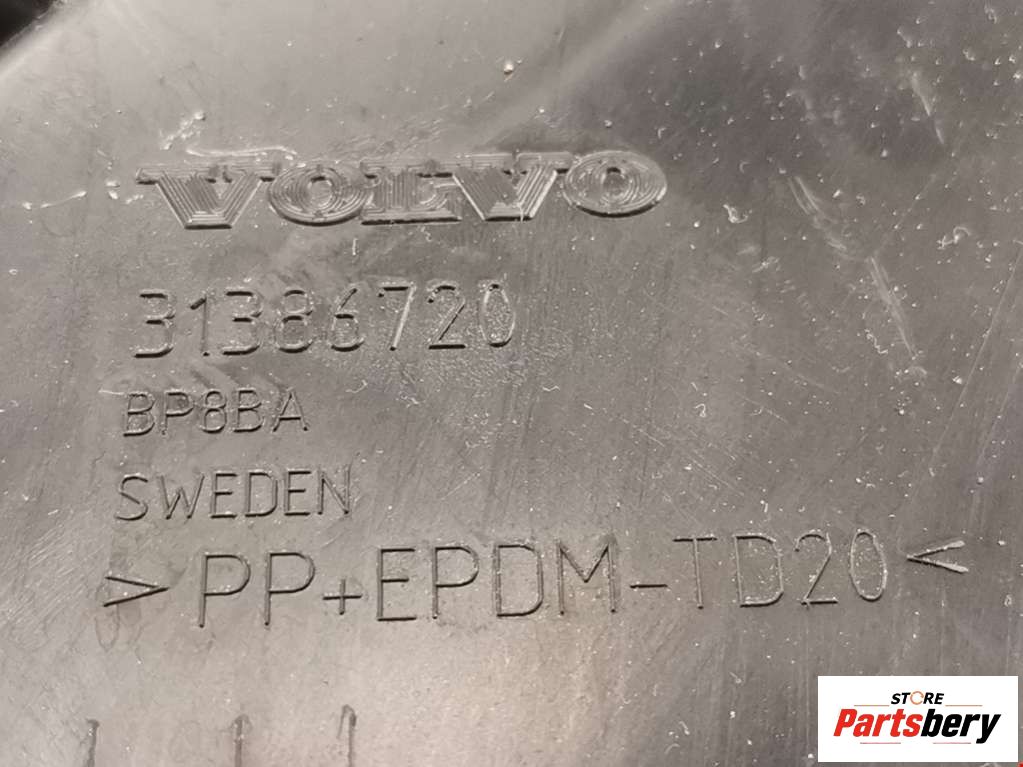 VOLVO
31386720
BP8BA
SWEDEN
>PP+EPDM-TD20<
STORE
Partsbery